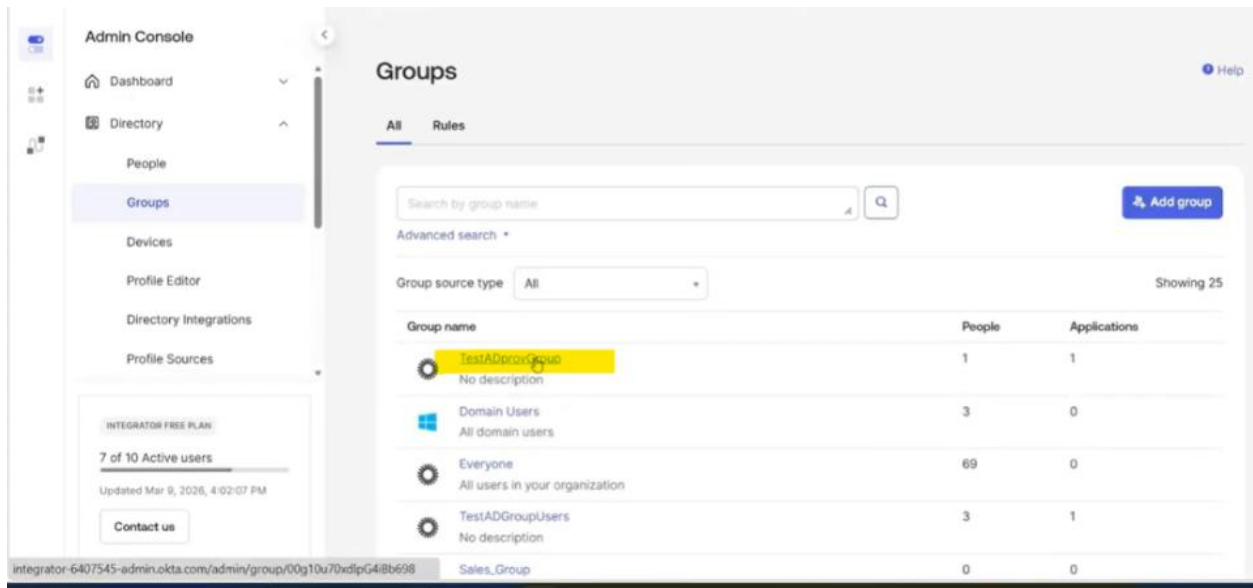 Admin Console
Dashboard
Directory
People
Groups
Devices
Profile Editor
Directory Integrations
Profile Sources
INTEGRATOR FREE PLAN
7 of 10 Active users
Updated Mar 9, 2026, 4:02:07 PM
Contact us
Groups
Help
All Rules
Search by group name
Add group
Advanced search
Group source type All Showing 25
Group name People Applications
TestADprovGroup 1 1
No description
Domain Users 3 0
All domain users
Everyone 69 0
All users in your organization
TestADGroupUsers 3 1
No description
Sales_Group 0 0
integrator-6407545-admin.okta.com/admin/group/00g10u70xdlpG4i8b698